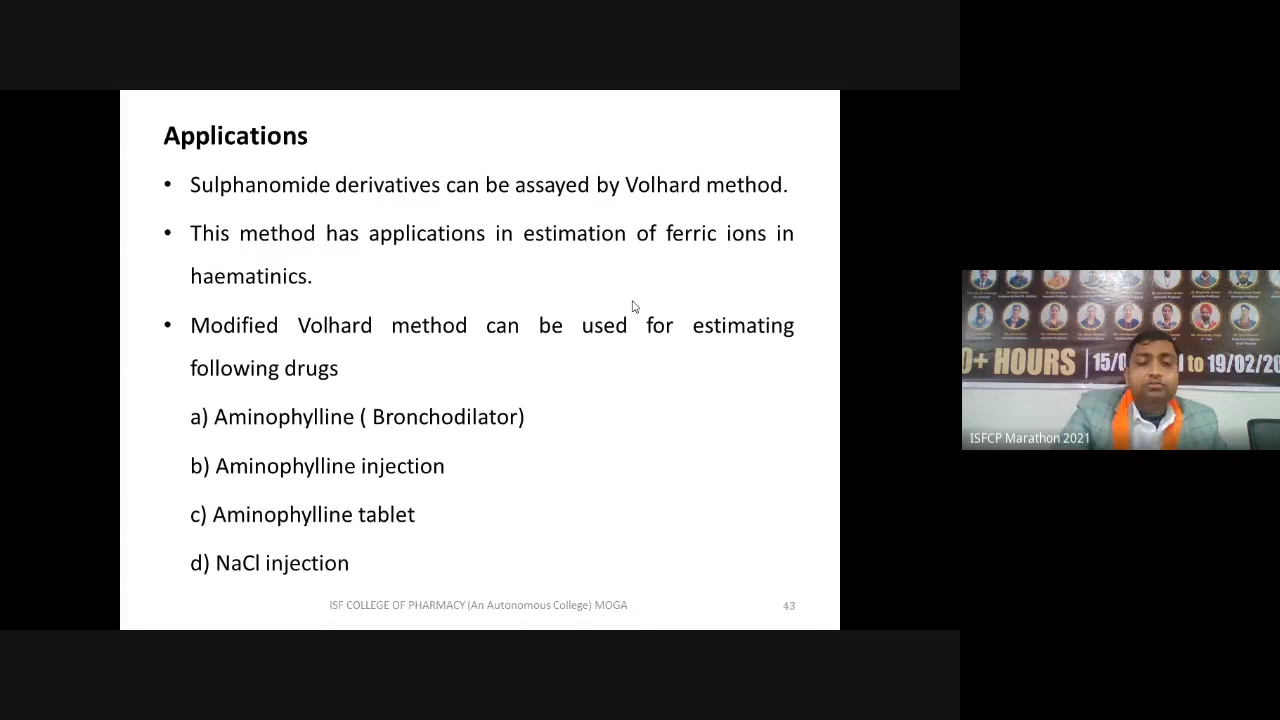 Applications
• Sulphanomide derivatives can be assayed by Volhard method.
• This method has applications in estimation of ferric ions in
haematinics.
• Modified Volhard method can be used for estimating
following drugs
a) Aminophylline ( Bronchodilator)
b) Aminophylline injection
c) Aminophylline tablet
d) NaCl injection
ISF COLLEGE OF PHARMACY (An Autonomous College) MOGA
43
0+ HOURS
to 19/02/20
ISFCP Marathon 2021